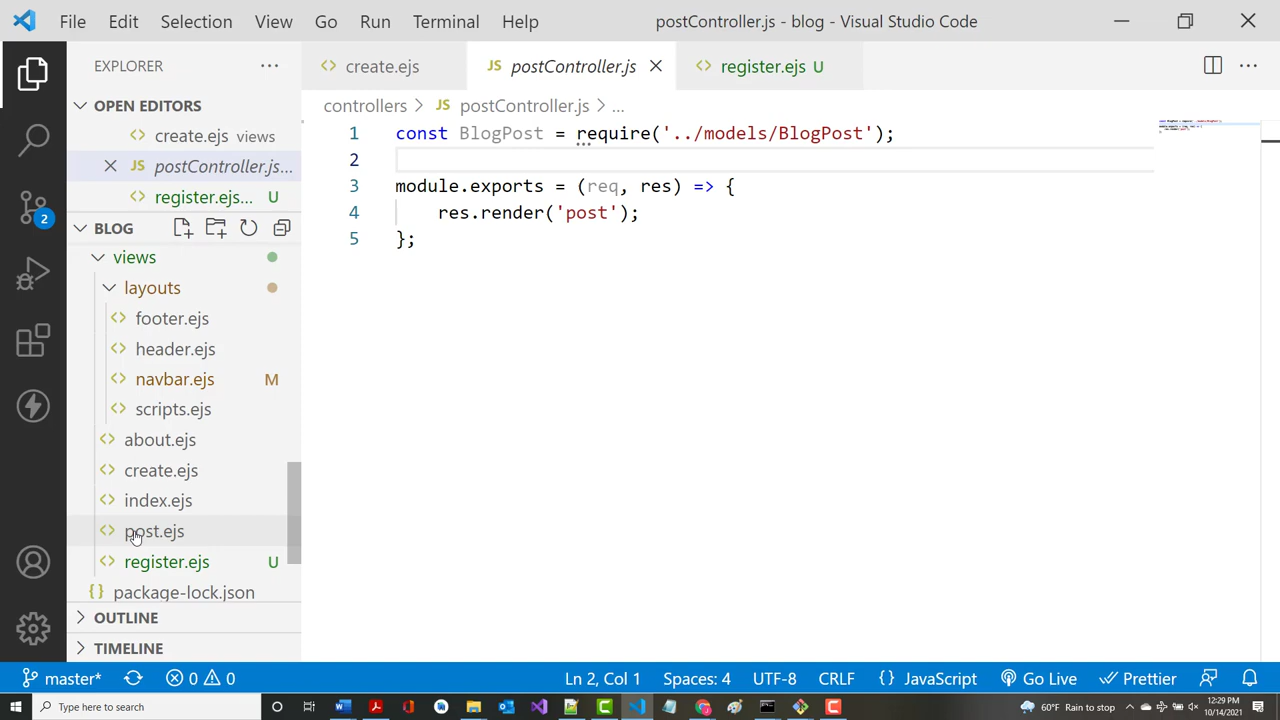 File Edit Selection View Go Run Terminal Help postController.js - blog - Visual Studio Code
EXPLORER
OPEN EDITORS
create.ejs views
postController.js...
register.ejs... U
BLOG
views
layouts
footer.ejs
header.ejs
navbar.ejs M
scripts.ejs
about.ejs
create.ejs
index.ejs
post.ejs
register.ejs U
package-lock.json
OUTLINE
TIMELINE
2
create.ejs postController.js register.ejs U
controllers > postController.js > ...
1 const BlogPost = require('../models/BlogPost');
2
3 module.exports = (req, res) => {
4 res.render('post');
5 };
master* 0 0 Ln 2, Col 1 Spaces: 4 UTF-8 CRLF {} JavaScript Go Live Prettier
Type here to search 60°F Rain to stop 12:29 PM
10/14/2021